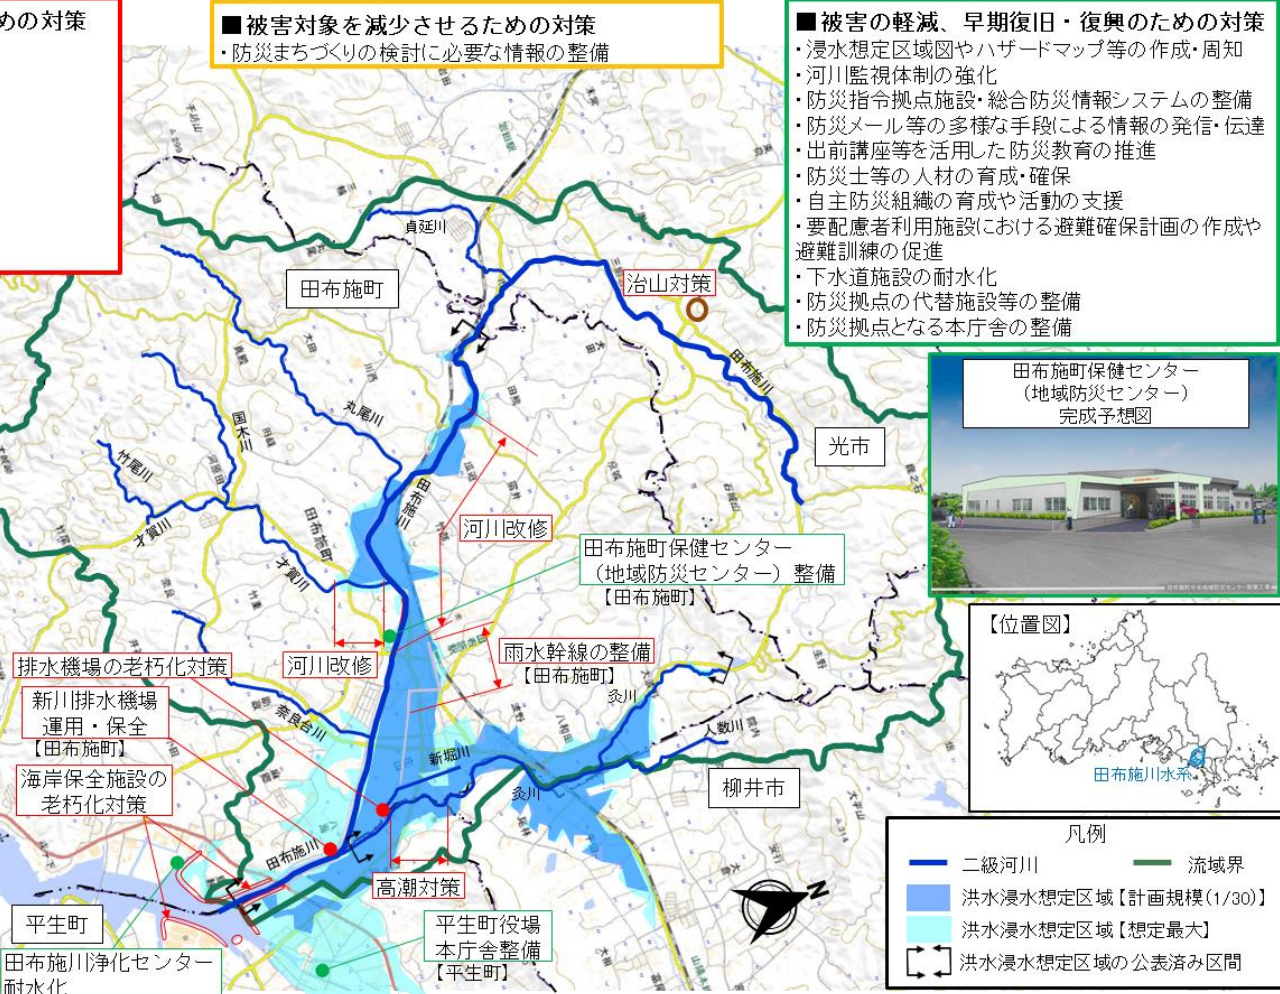 めの対策
■被害対象を減少させるための対策
・防災まちづくりの検討に必要な情報の整備
■被害の軽減、早期復旧・復興のための対策
・浸水想定区域図やハザードマップ等の作成・周知
・河川監視体制の強化
・防災指令拠点施設・総合防災情報システムの整備
・防災メール等の多様な手段による情報の発信・伝達
・出前講座等を活用した防災教育の推進
・防災士等の人材の育成・確保
・自主防災組織の育成や活動の支援
・要配慮者利用施設における避難確保計画の作成や
避難訓練の促進
・下水道施設の耐水化
・防災拠点の代替施設等の整備
・防災拠点となる本庁舎の整備
貞延川
田布施町
治山対策
田布施川
光市
丸尾川
国木川
竹尾川
才賀川
才賀川
田布施町
田布施川
河川改修
田布施町保健センター
（地域防災センター）整備
【田布施町】
田布施町保健センター
（地域防災センター）
完成予想図
河川改修
雨水幹線の整備
【田布施町】
排水機場の老朽化対策
新川排水機場
運用・保全
【田布施町】
海岸保全施設の
老朽化対策
奈良台川
新堀川
灸川
灸川
人数川
柳井市
田布施川
高潮対策
平生町
平生町役場
本庁舎整備
【平生町】
田布施川浄化センター
耐水化
【位置図】
田布施川水系
N
凡例
二級河川
流域界
洪水浸水想定区域【計画規模(1/30)】
洪水浸水想定区域【想定最大】
洪水浸水想定区域の公表済み区間